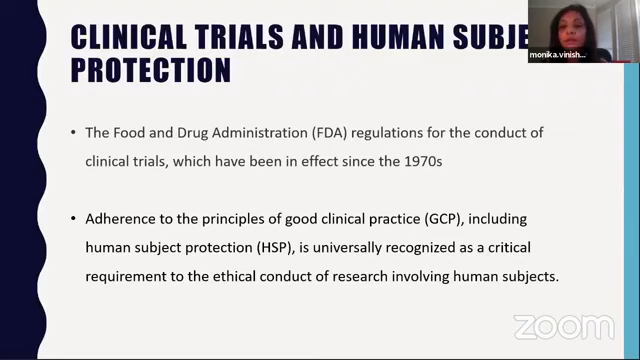 CLINICAL TRIALS AND HUMAN SUBJE
PROTECTION
monika.vinish...
• The Food and Drug Administration (FDA) regulations for the conduct of
clinical trials, which have been in effect since the 1970s
• Adherence to the principles of good clinical practice (GCP), including
human subject protection (HSP), is universally recognized as a critical
requirement to the ethical conduct of research involving human subjects.
zoom